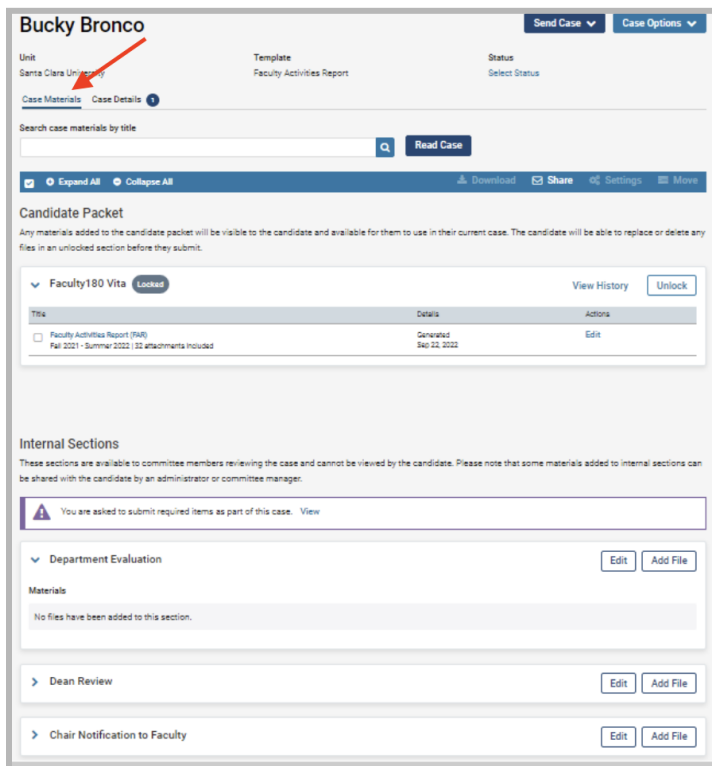 Bucky Bronco
Send Case
Case Options
Unit
Template
Status
Santa Clara University
Faculty Activities Report
Select Status
Case Materials
Case Details 1
Search case materials by title
Read Case
Expand All
Collapse All
Download
Share
Settings
Move
Candidate Packet
Any materials added to the candidate packet will be visible to the candidate and available for them to use in their current case. The candidate will be able to replace or delete any
files in an unlocked section before they submit.
Faculty180 Vita
Locked
View History
Unlock
Title
Details
Actions
Faculty Activities Report (FAR)
Generated
Edit
Fall 2021 - Summer 2022 | 32 attachments included
Sep 22, 2022
Internal Sections
These sections are available to committee members reviewing the case and cannot be viewed by the candidate. Please note that some materials added to internal sections can
be shared with the candidate by an administrator or committee manager.
You are asked to submit required items as part of this case. View
Department Evaluation
Edit
Add File
Materials
No files have been added to this section.
Dean Review
Edit
Add File
Chair Notification to Faculty
Edit
Add File